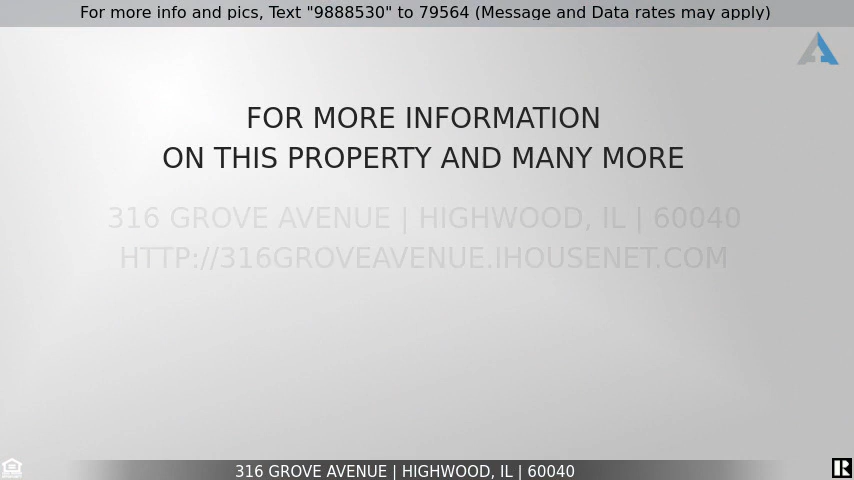 For more info and pics, Text "9888530" to 79564 (Message and Data rates may apply)
FOR MORE INFORMATION
ON THIS PROPERTY AND MANY MORE
316 GROVE AVENUE | HIGHWOOD, IL | 60040
HTTP://316GROVEAVENUE.IHOUSENET.COM
316 GROVE AVENUE | HIGHWOOD, IL | 60040